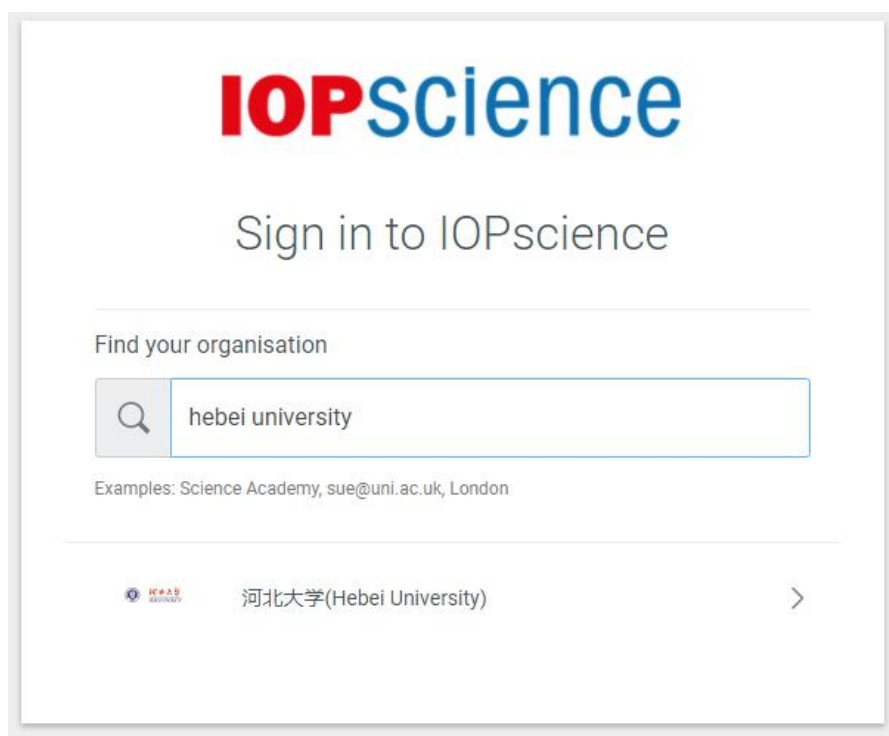 IOPscience
Sign in to IOPscience
Find your organisation
hebei university
Examples: Science Academy, sue@uni.ac.uk, London
河北大学(Hebei University)